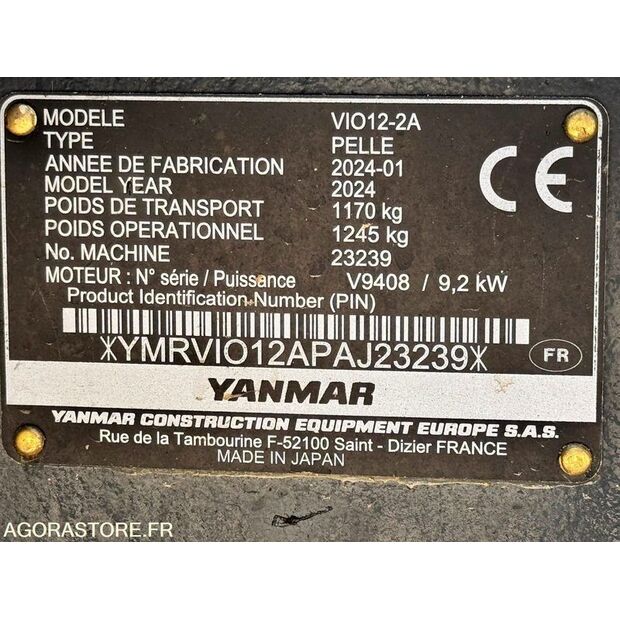 MODELE VIO12-2A
TYPE PELLE
ANNEE DE FABRICATION 2024-01
MODEL YEAR 2024
POIDS DE TRANSPORT 1170 kg
POIDS OPERATIONNEL 1245 kg
No. MACHINE 23239
MOTEUR : N° série / Puissance V9408 / 9,2 kW
Product Identification Number (PIN)
*YMRVIO12APAJ23239*
FR
CE
YANMAR
YANMAR CONSTRUCTION EQUIPMENT EUROPE S.A.S.
Rue de la Tambourine F-52100 Saint - Dizier FRANCE
MADE IN JAPAN
AGORASTORE.FR